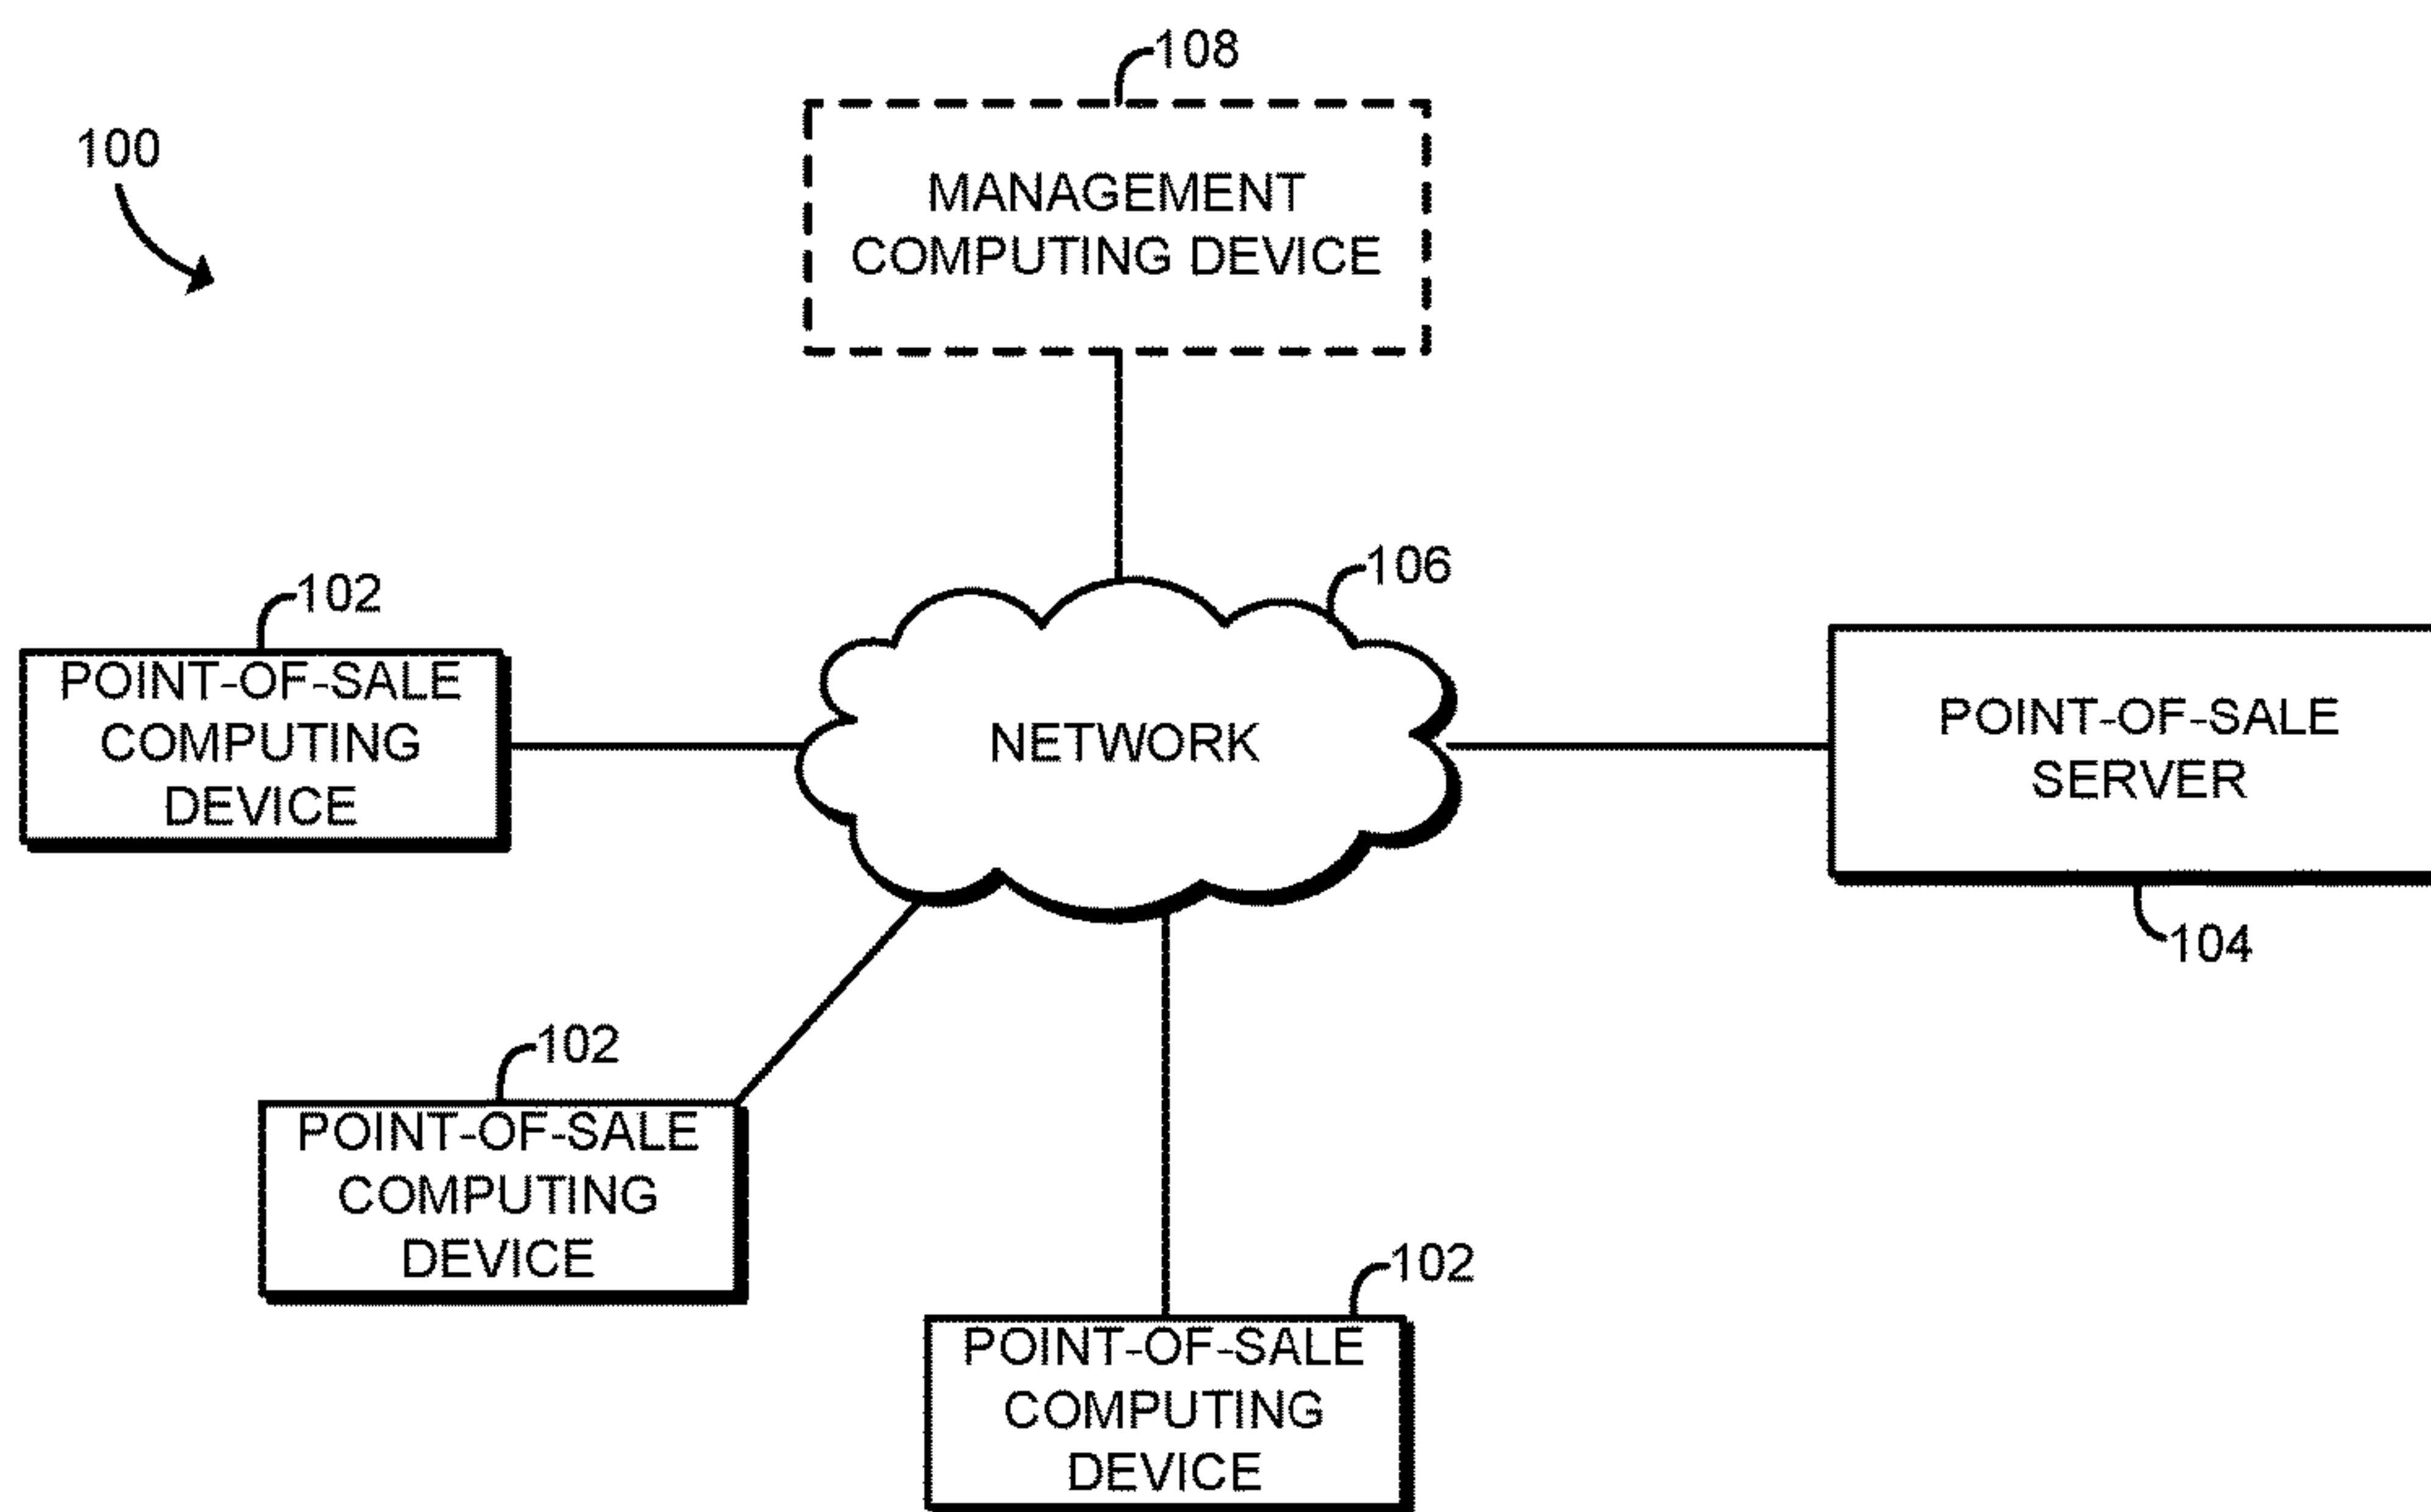 108
100
MANAGEMENT
COMPUTING DEVICE
106
102
POINT-OF-SALE
COMPUTING
DEVICE
NETWORK
POINT-OF-SALE
SERVER
104
102
POINT-OF-SALE
COMPUTING
DEVICE
102
POINT-OF-SALE
COMPUTING
DEVICE